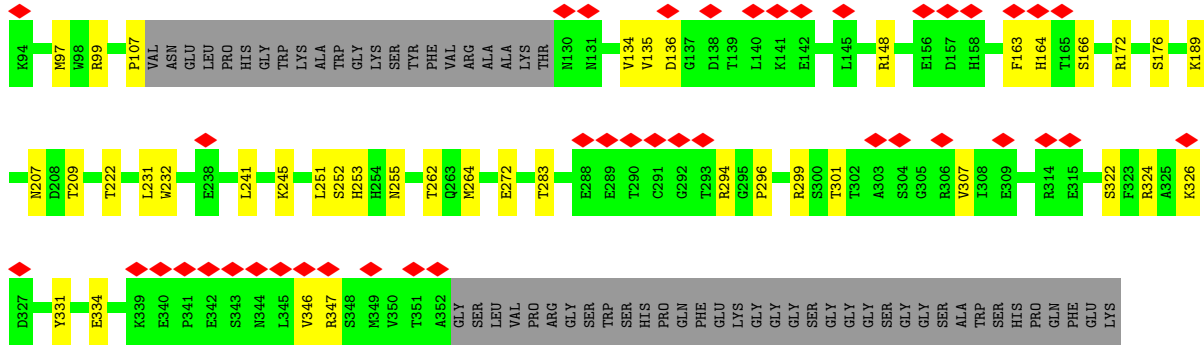 K94 M97 W98 R99 P107 VAL ASN GLU LEU PRO HIS GLY TRP LYS ALA TRP GLY LYS SER TYR PHE VAL ARG ALA ALA LYS THR N130 N131 V134 V135 D136 G137 D138 T139 L140 K141 E142 L145 R148 E156 D157 H158 F163 H164 T165 S166 R172 S176 K189
N207 D208 T209 T222 L231 W232 E238 L241 K245 L251 S252 H253 H254 N255 T262 Q263 M264 E272 T283 E288 E289 T290 C291 G292 T293 R294 G295 P296 R299 S300 T301 T302 A303 S304 G305 R306 V307 I308 E309 R314 E315 S322 F323 R324 A325 K326
D327 Y331 E334 K339 E340 P341 E342 S343 N344 L345 V346 R347 S348 M349 V350 T351 A352 GLY SER LEU VAL PRO ARG GLY SER TRP SER HIS PRO GLN PHE GLU LYS GLY GLY GLY SER GLY GLY GLY SER GLY GLY SER ALA TRP SER HIS PRO GLN PHE GLU LYS